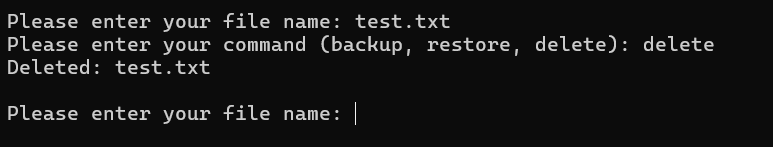 Please enter your file name: test.txt
Please enter your command (backup, restore, delete): delete
Deleted: test.txt
Please enter your file name: